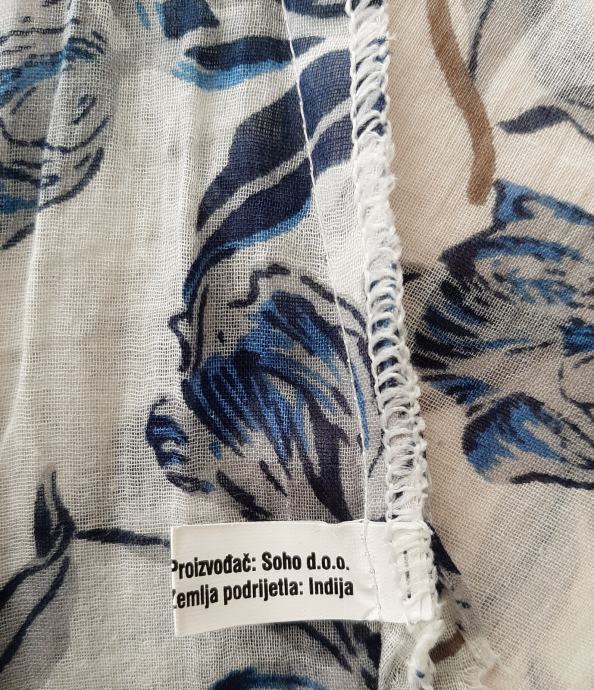 Proizvođač: Soho d.o.o.
Zemlja podrijetla: Indija